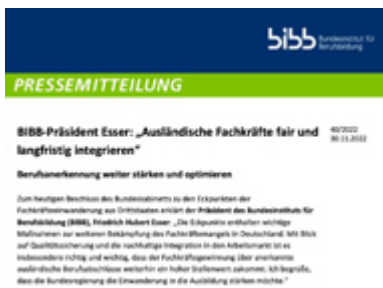 bibb Bundesinstitut für
Berufsbildung
PRESSEMITTEILUNG
BIBB-Präsident Esser: „Ausländische Fachkräfte fair und
langfristig integrieren“
40/2022
30.11.2022
Berufsanerkennung weiter stärken und optimieren
Zum heutigen Beschluss des Bundeskabinetts zu den Eckpunkten der
Fachkräfteeinwanderung aus Drittstaaten erklärt der Präsident des Bundesinstituts für
Berufsbildung (BIBB), Friedrich Hubert Esser: „Die Eckpunkte enthalten wichtige
Maßnahmen zur weiteren Bekämpfung des Fachkräftemangels in Deutschland. Mit Blick
auf Qualitätssicherung und die nachhaltige Integration in den Arbeitsmarkt ist es
insbesondere richtig und wichtig, dass der Fachkräftegewinnung über anerkannte
ausländische Berufsabschlüsse weiterhin ein hoher Stellenwert zukommt. Ich begrüße,
dass die Bundesregierung die Einwanderung in die Ausbildung stärken möchte.“